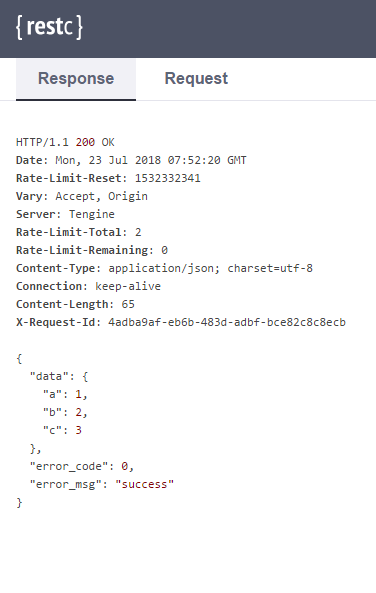 {restc}
Response Request
HTTP/1.1 200 OK
Date: Mon, 23 Jul 2018 07:52:20 GMT
Rate-Limit-Reset: 1532332341
Vary: Accept, Origin
Server: Tengine
Rate-Limit-Total: 2
Rate-Limit-Remaining: 0
Content-Type: application/json; charset=utf-8
Connection: keep-alive
Content-Length: 65
X-Request-Id: 4adba9af-eb6b-483d-adbf-bce82c8c8ecb
{
  "data": {
    "a": 1,
    "b": 2,
    "c": 3
  },
  "error_code": 0,
  "error_msg": "success"
}